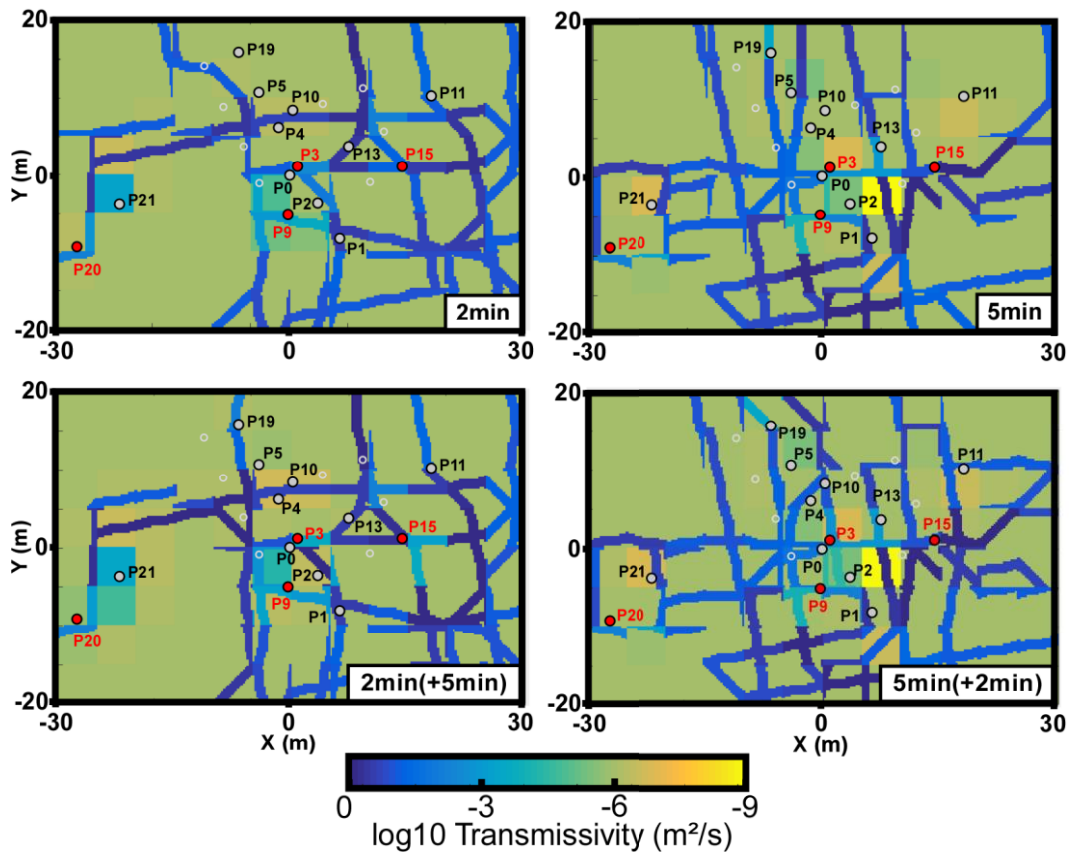 20
20
P19
P19
P5
P5
P10
P11
P10
P11
P4
P4
P13
P3
P13
P15
P3
P15
Y (m)
0
0
P0
P0
P21
P2
P21
P2
P9
P9
P20
P1
P20
P1
2min
5min
-20
-20
-30
0
30
-30
0
30
20
P19
P19
P5
P5
P10
P11
P10
P11
P4
P4
P13
P13
P3
P15
P3
P15
Y (m)
0
0
P0
P0
P21
P2
P21
P2
P9
P9
P20
P1
P20
P1
2min(+5min)
5min(+2min)
-20
-20
-30
0
30
-30
0
30
X (m)
X (m)
0
-3
-6
-9
log10 Transmissivity (m²/s)